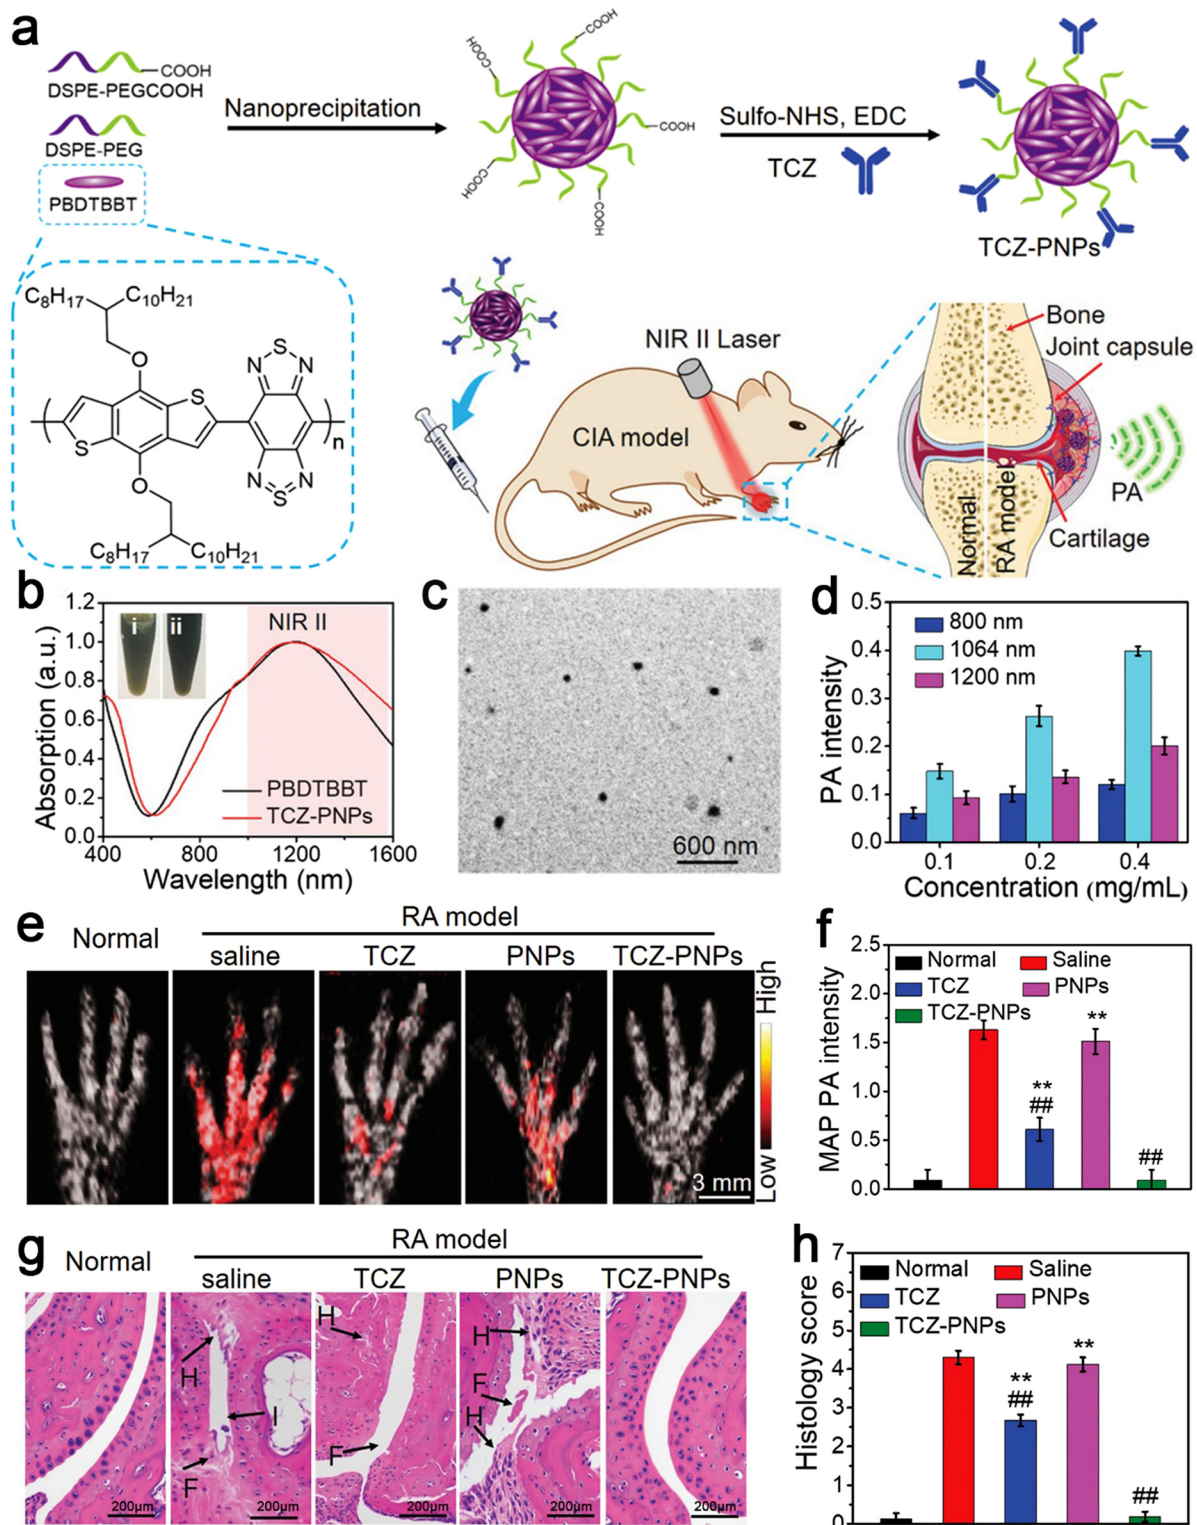 a
COOH
DSPE-PEGCOOH
DSPE-PEG
PBDTBBT
Nanoprecipitation
COOH
COOH
COOH
COOH
COOH
Sulfo-NHS, EDC
TCZ
TCZ-PNPs
C8H17
C10H21
O
S
S
N
S
N
N
S
N
n
O
C8H17
C10H21
NIR II Laser
CIA model
Bone
Joint capsule
PA
Cartilage
Normal
RA model
b
Absorption (a.u.)
1.2
1.0
0.8
0.6
0.4
0.2
0.0
i
ii
NIR II
PBDTBBT
TCZ-PNPs
400
800
1200
1600
Wavelength (nm)
c
600 nm
d
PA intensity
0.5
0.4
0.3
0.2
0.1
0.0
800 nm
1064 nm
1200 nm
0.1
0.2
0.4
Concentration (mg/mL)
e
RA model
Normal
saline
TCZ
PNPs
TCZ-PNPs
Low
High
3 mm
f
MAP PA intensity
2.5
2.0
1.5
1.0
0.5
0.0
Normal
Saline
TCZ
PNPs
TCZ-PNPs
**
##
**
##
g
RA model
Normal
saline
TCZ
PNPs
TCZ-PNPs
H
I
F
H
F
H
F
H
200μm
200μm
200μm
200μm
200μm
h
Histology score
7
6
5
4
3
2
1
0
Normal
Saline
TCZ
PNPs
TCZ-PNPs
**
##
**
##